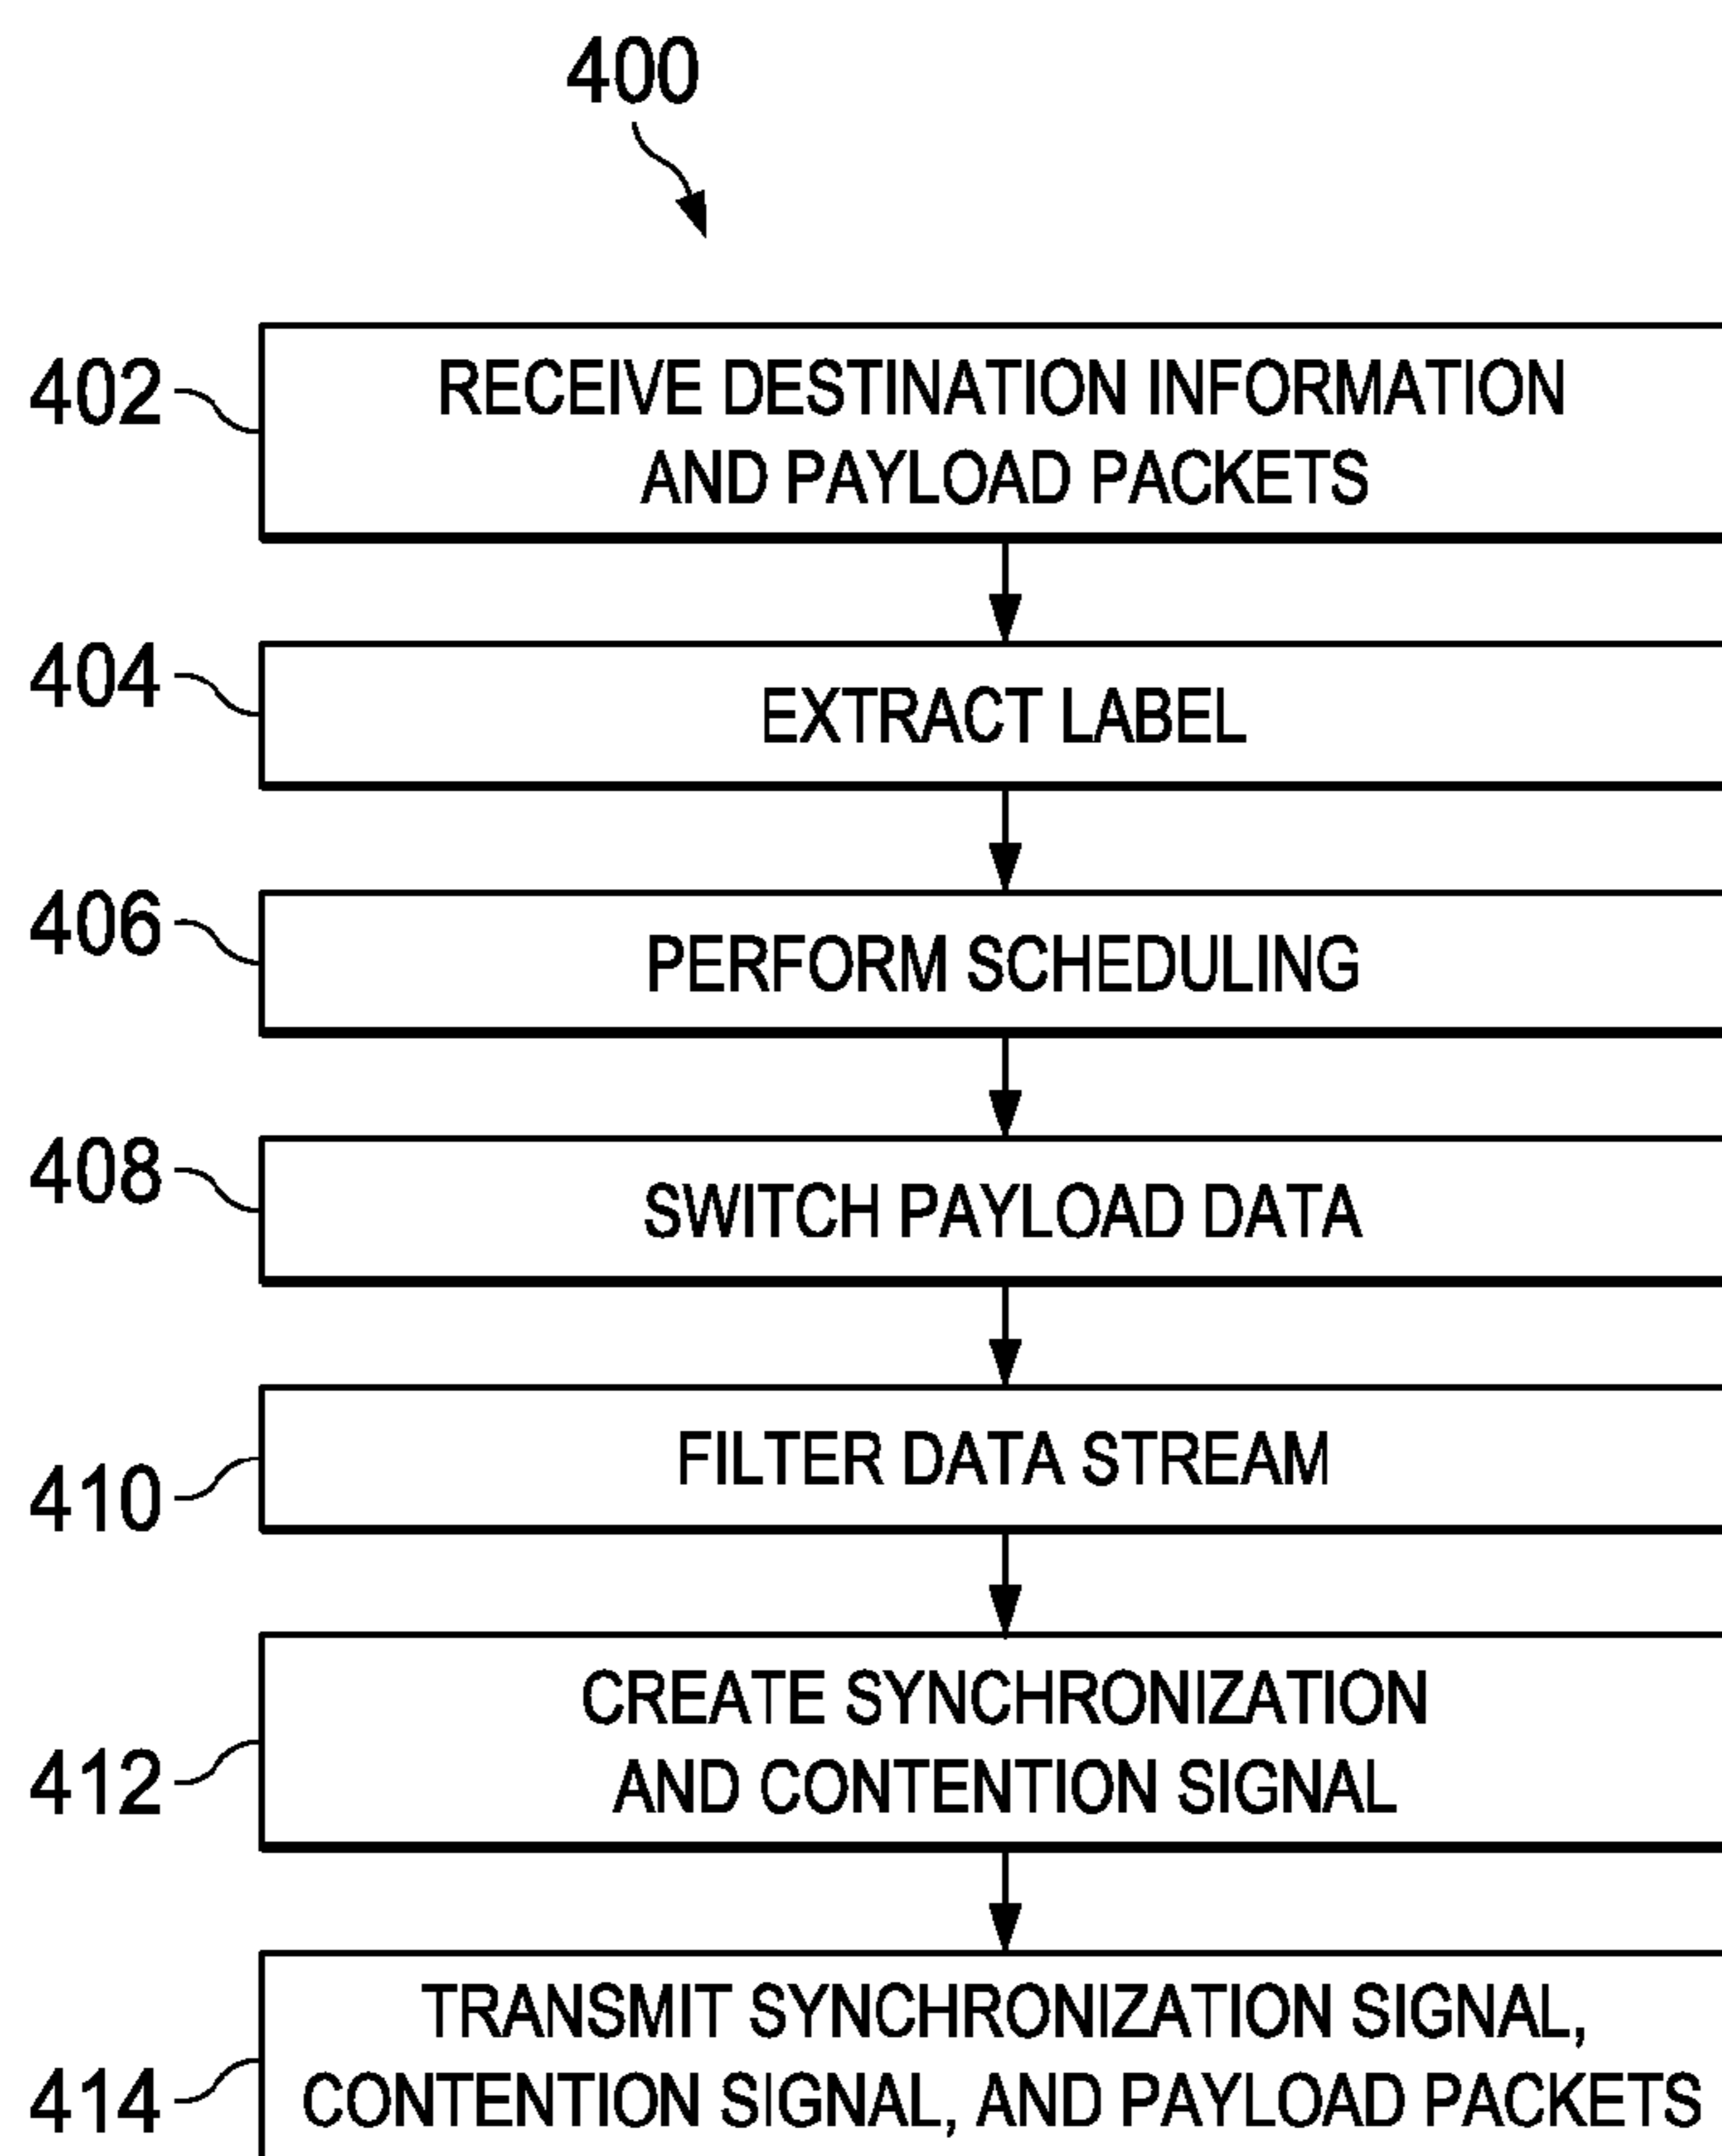 400
402
RECEIVE DESTINATION INFORMATION
AND PAYLOAD PACKETS
404
EXTRACT LABEL
406
PERFORM SCHEDULING
408
SWITCH PAYLOAD DATA
410
FILTER DATA STREAM
412
CREATE SYNCHRONIZATION
AND CONTENTION SIGNAL
414
TRANSMIT SYNCHRONIZATION SIGNAL,
CONTENTION SIGNAL, AND PAYLOAD PACKETS